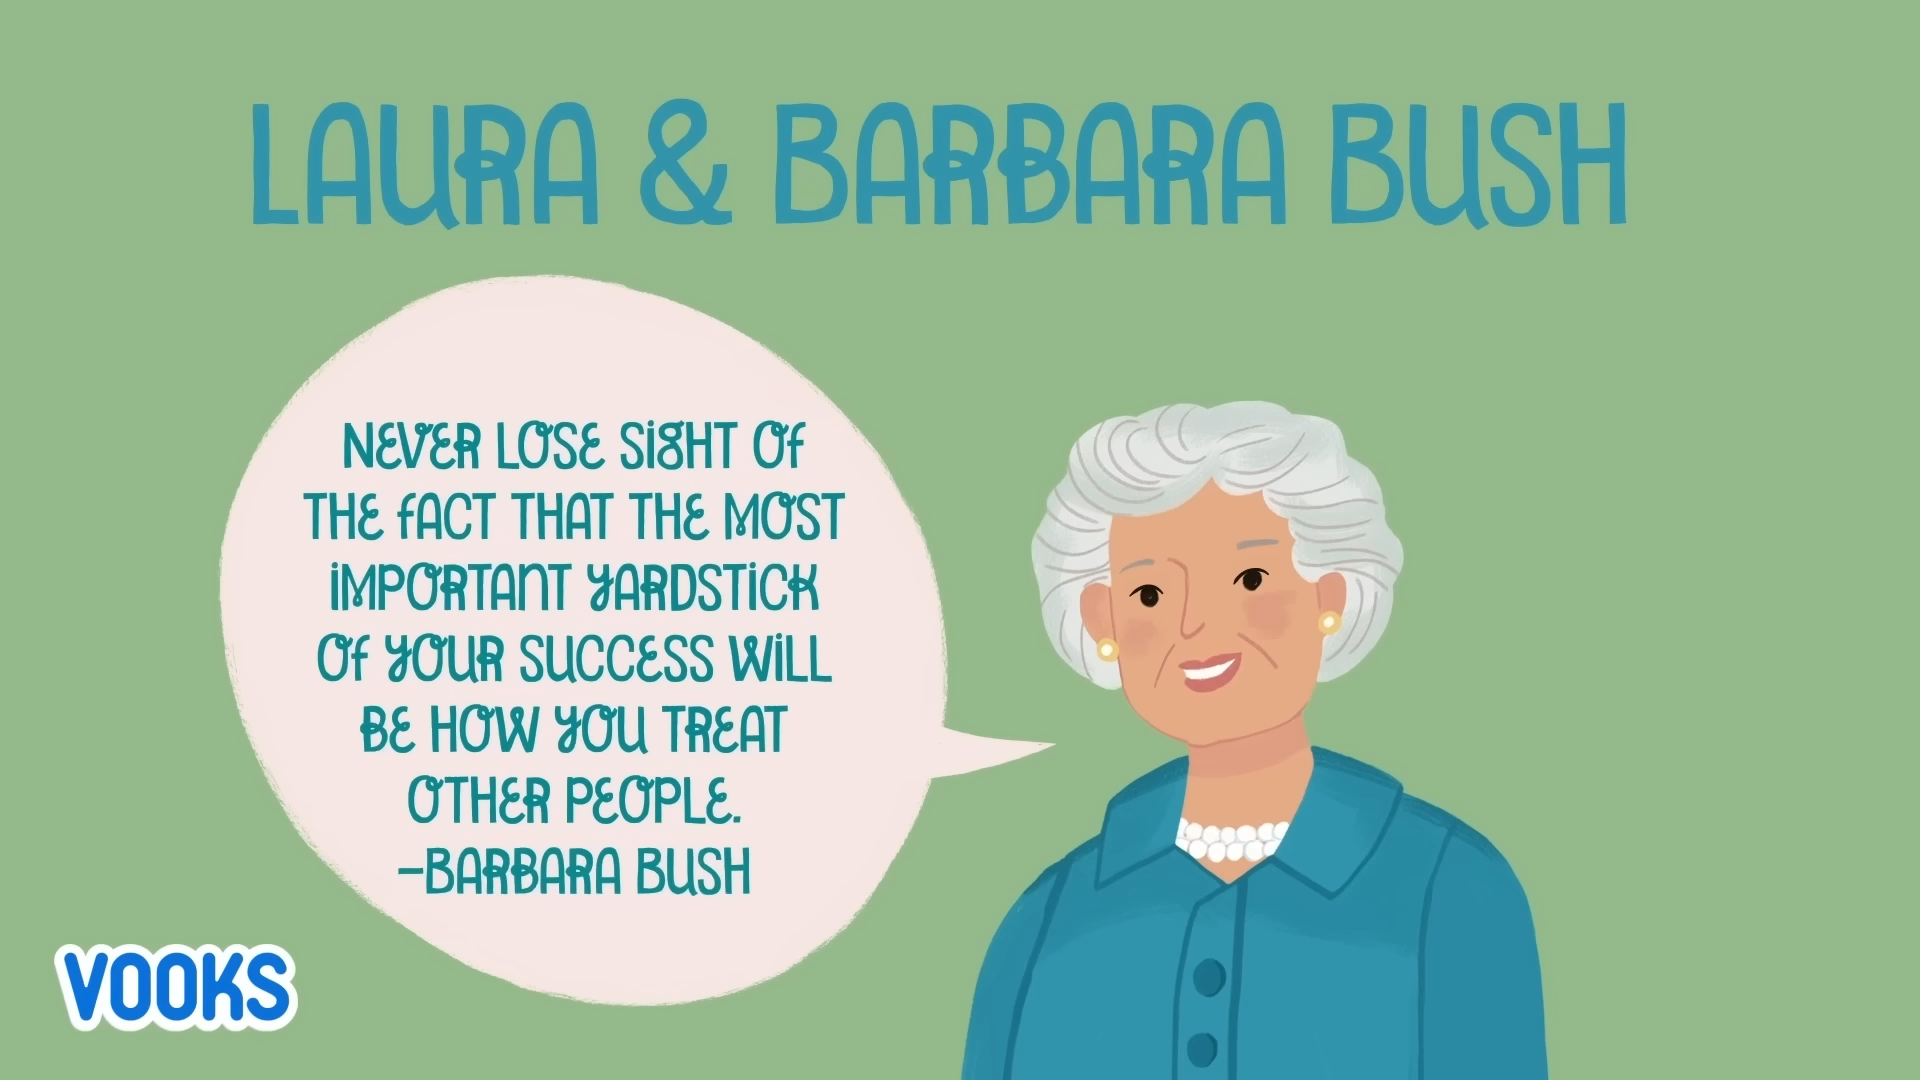 LAURA & BARBARA BUSH
NEVER LOSE SIGHT OF
THE FACT THAT THE MOST
IMPORTANT YARDSTICK
OF YOUR SUCCESS WILL
BE HOW YOU TREAT
OTHER PEOPLE.
-BARBARA BUSH
VOOKS